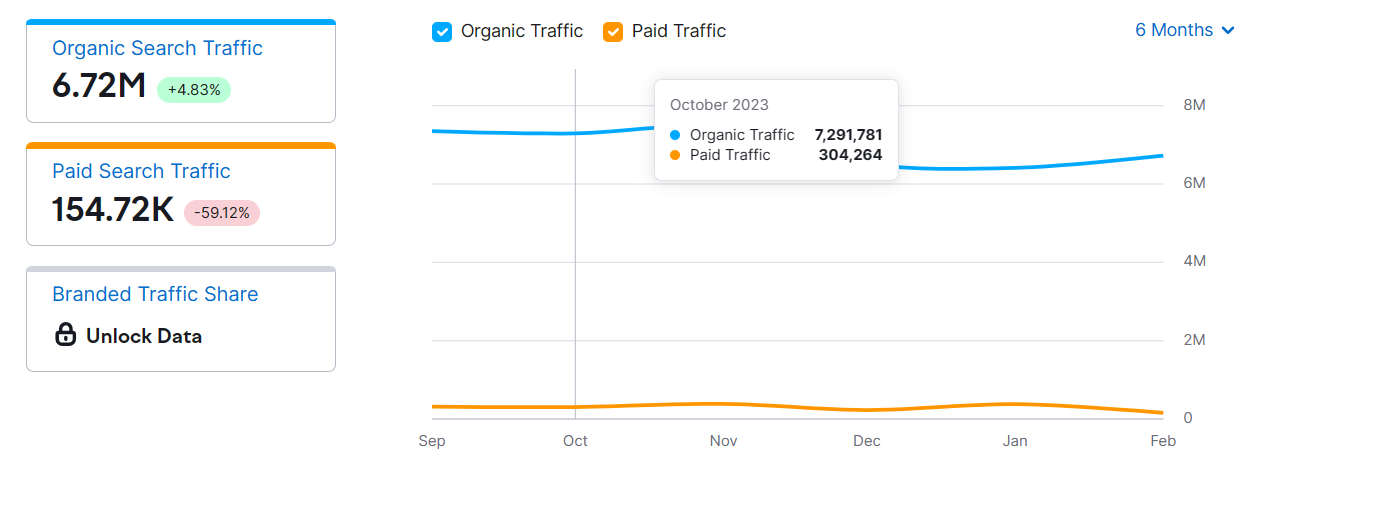 Organic Search Traffic
6.72M +4.83%
Paid Search Traffic
154.72K -59.12%
Branded Traffic Share
Unlock Data
Organic Traffic Paid Traffic 6 Months
October 2023
Organic Traffic 7,291,781
Paid Traffic 304,264
8M
6M
4M
2M
0
Sep Oct Nov Dec Jan Feb